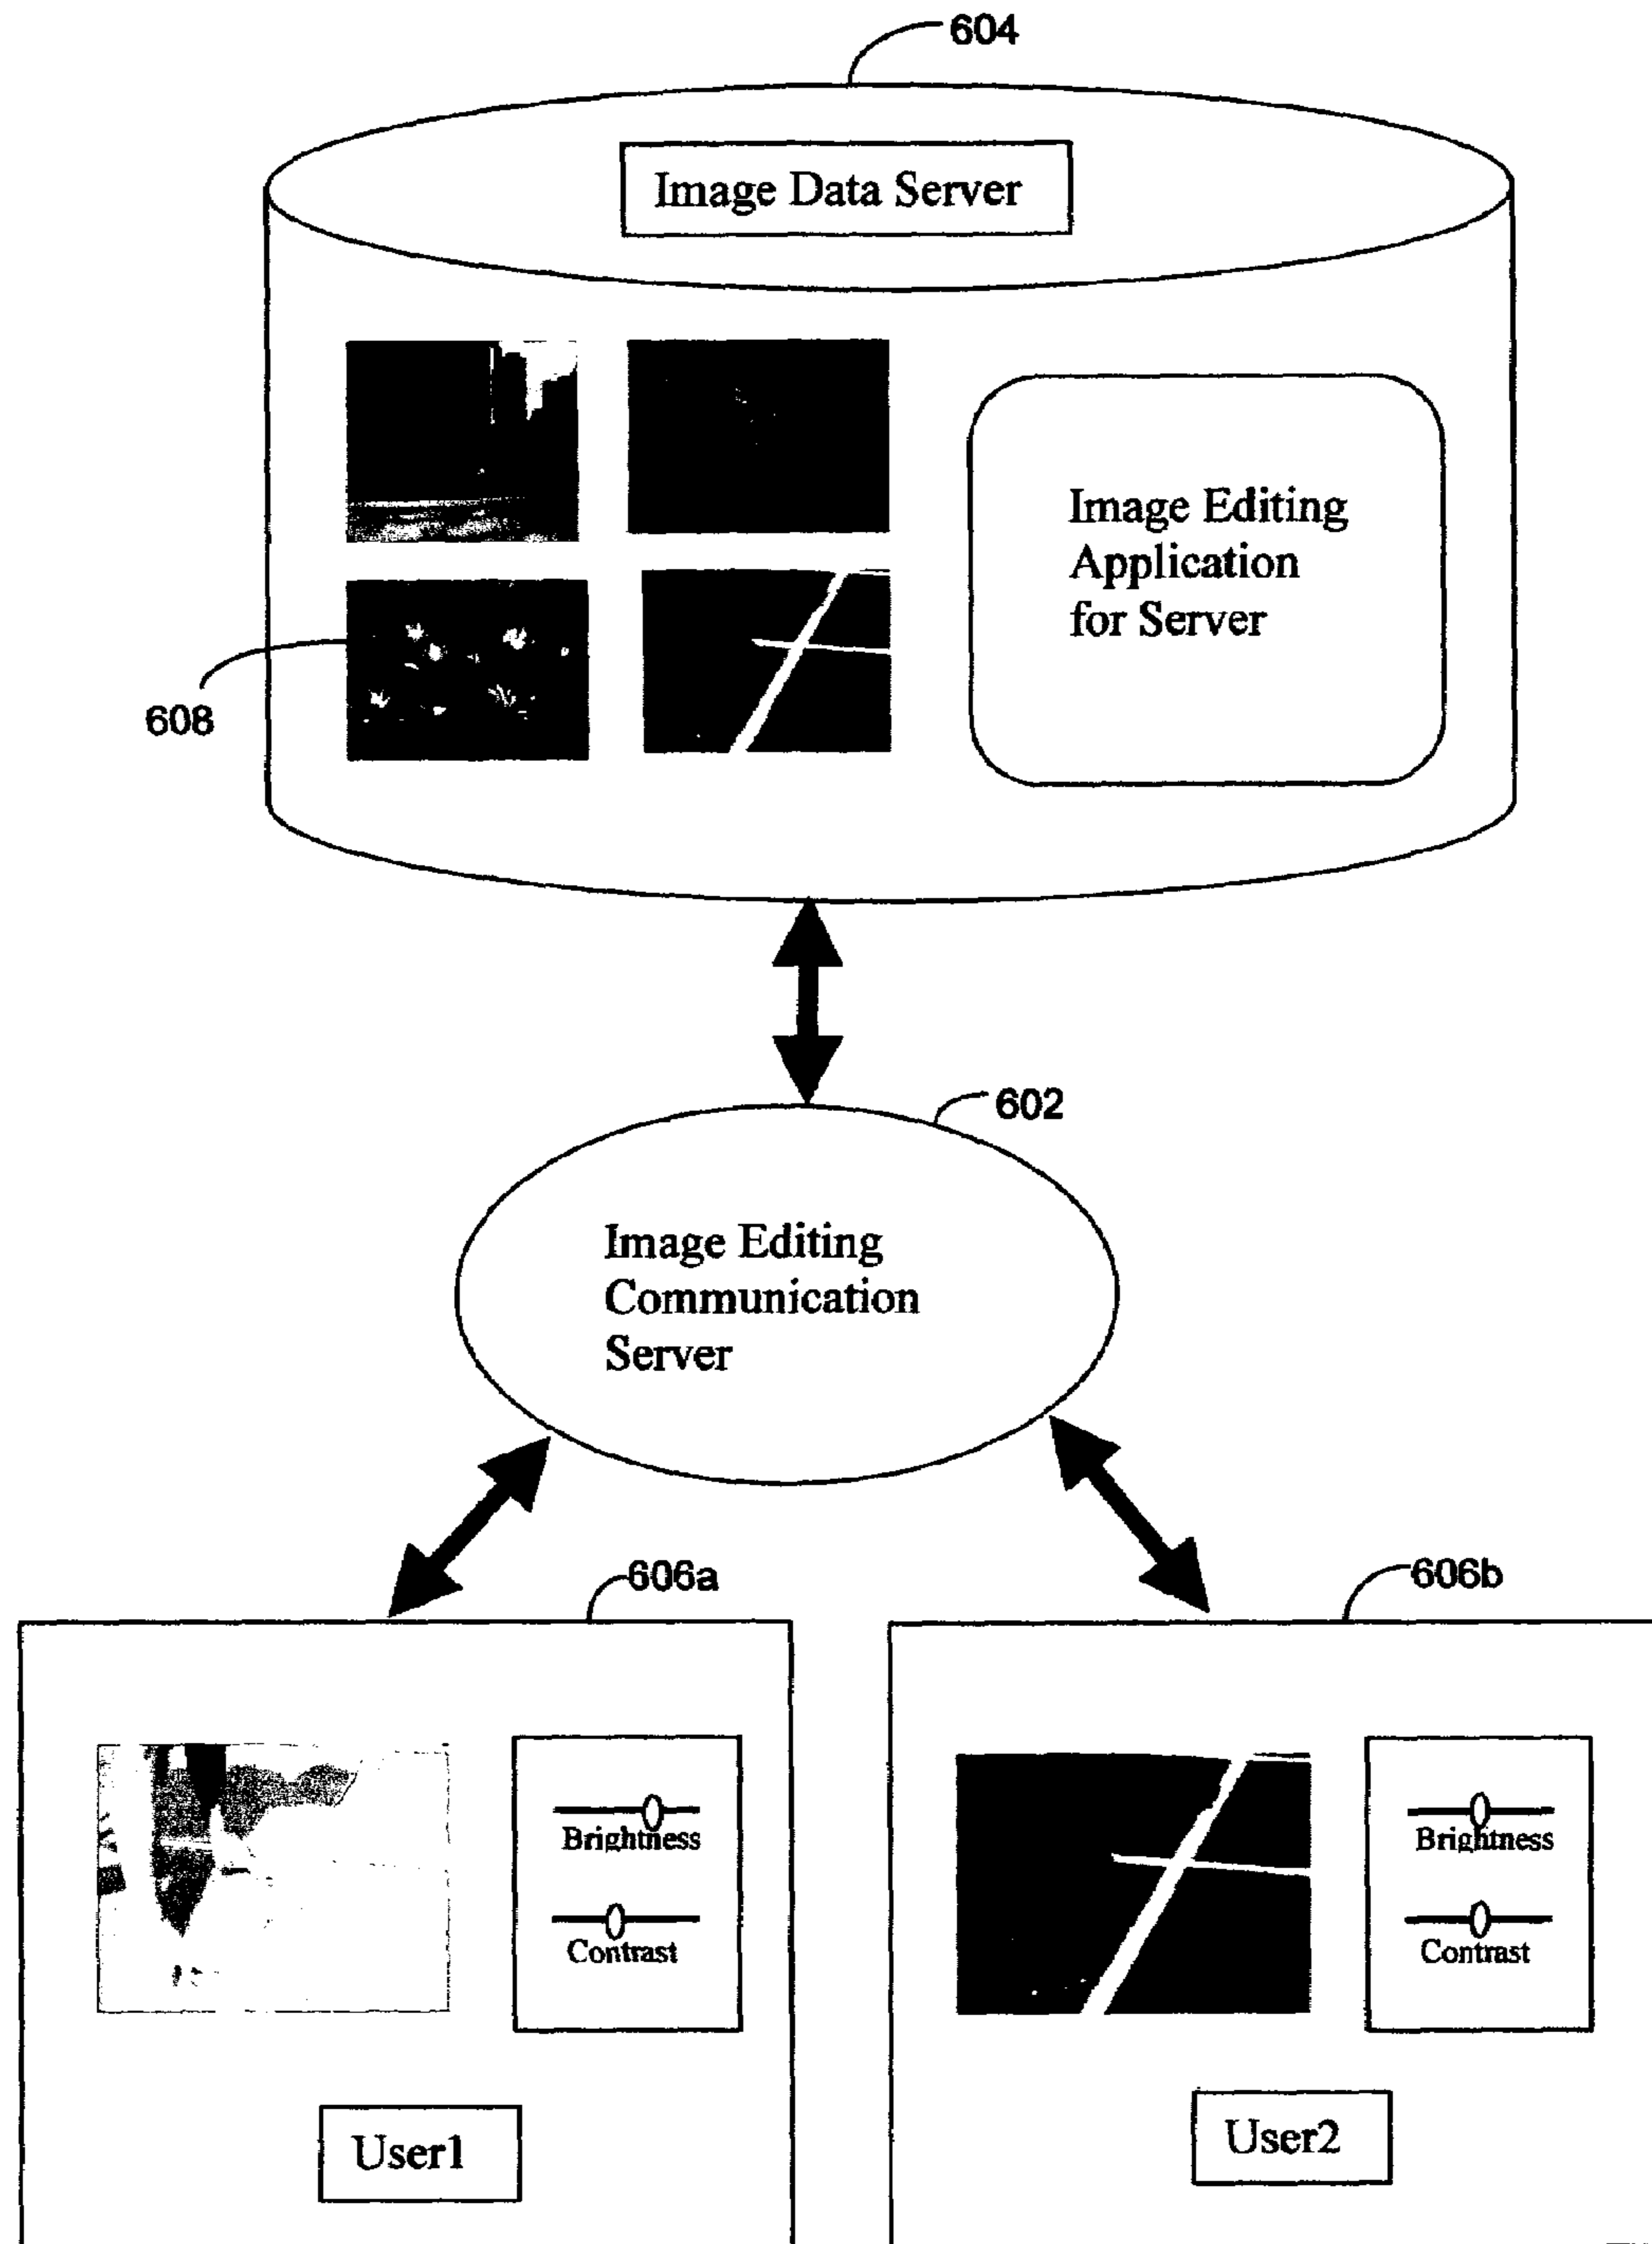 604
Image Data Server
Image Editing
Application
for Server
608
602
Image Editing
Communication
Server
606a
606b
Brightness
Contrast
User1
Brightness
Contrast
User2